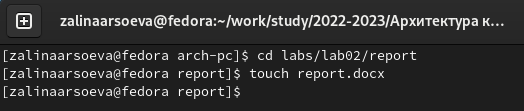 zalinaarsoeva@fedora:~/work/study/2022-2023/Архитектура к…
[zalinaarsoeva@fedora arch-pc]$ cd labs/lab02/report
[zalinaarsoeva@fedora report]$ touch report.docx
[zalinaarsoeva@fedora report]$